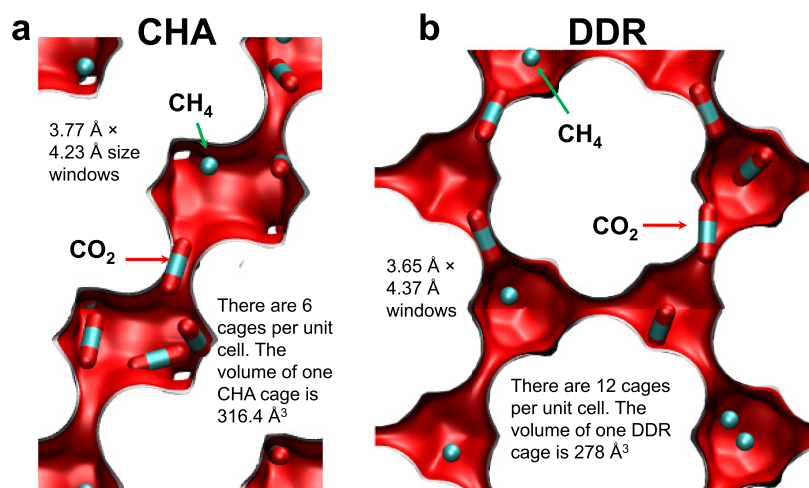 a
CHA
CH₄
3.77 Å ×
4.23 Å size
windows
CO₂
There are 6
cages per unit
cell. The
volume of one
CHA cage is
316.4 Å³
b
DDR
CH₄
CO₂
3.65 Å ×
4.37 Å
windows
There are 12 cages
per unit cell. The
volume of one DDR
cage is 278 Å³